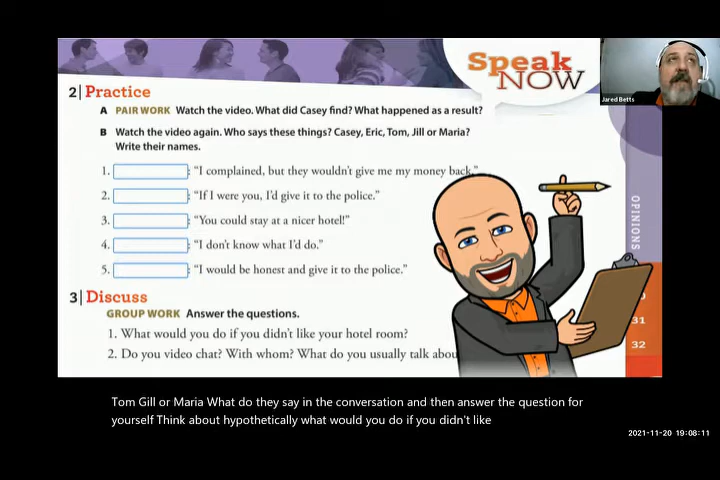 Speak
NOW
Jared Betts
2 Practice
A PAIR WORK Watch the video. What did Casey find? What happened as a result?
B Watch the video again. Who says these things? Casey, Eric, Tom, Jill or Maria?
Write their names.
1. : "I complained, but they wouldn't give me my money back."
2. : "If I were you, I'd give it to the police."
3. : "You could stay at a nicer hotel!"
4. : "I don't know what I'd do."
5. : "I would be honest and give it to the police."
OPINIONS
3 Discuss
GROUP WORK Answer the questions.
1. What would you do if you didn't like your hotel room?
2. Do you video chat? With whom? What do you usually talk abou
31
32
Tom Gill or Maria What do they say in the conversation and then answer the question for
yourself Think about hypothetically what would you do if you didn't like
2021-11-20 19:08:11